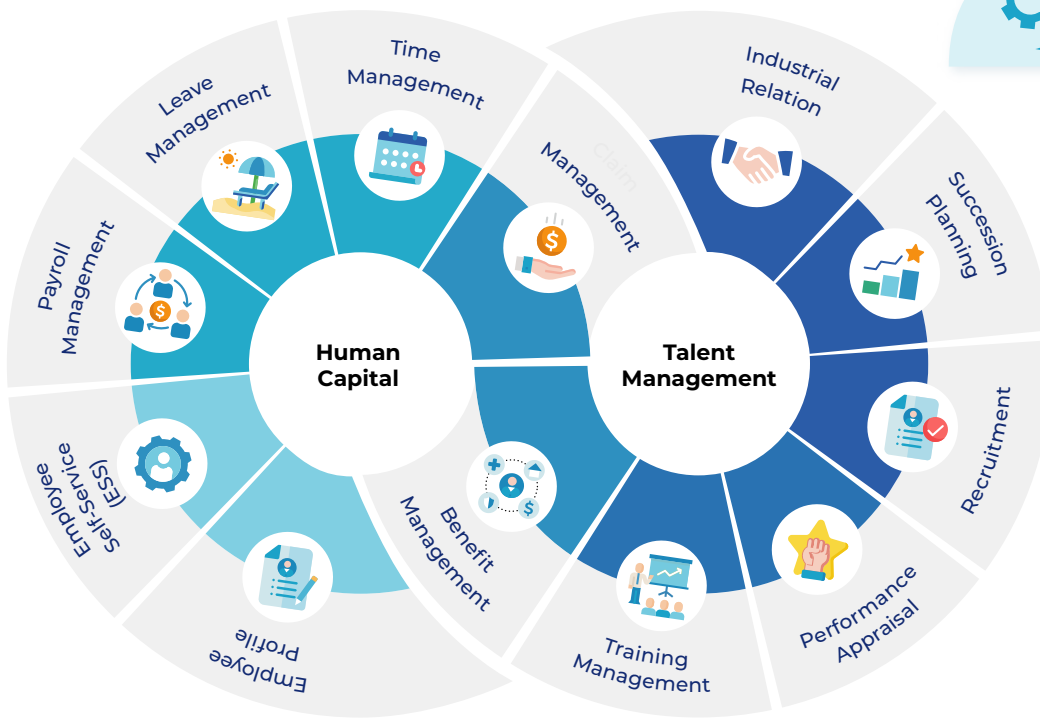 Time
Management
Leave
Management
Payroll
Management
Employee
Self-Service
(ESS)
Employee
Profile
Human
Capital
Claim
Management
Benefit
Management
Industrial
Relation
Succession
Planning
Recruitment
Performance
Appraisal
Training
Management
Talent
Management